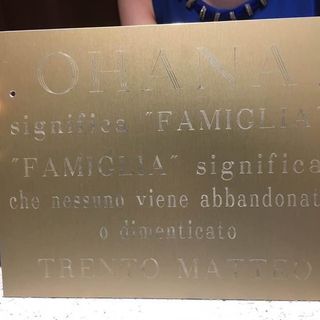 OHANA
significa "FAMIGLIA"
"FAMIGLIA" significa
che nessuno viene abbandonat
o dimenticato
TRENTO MATTEO